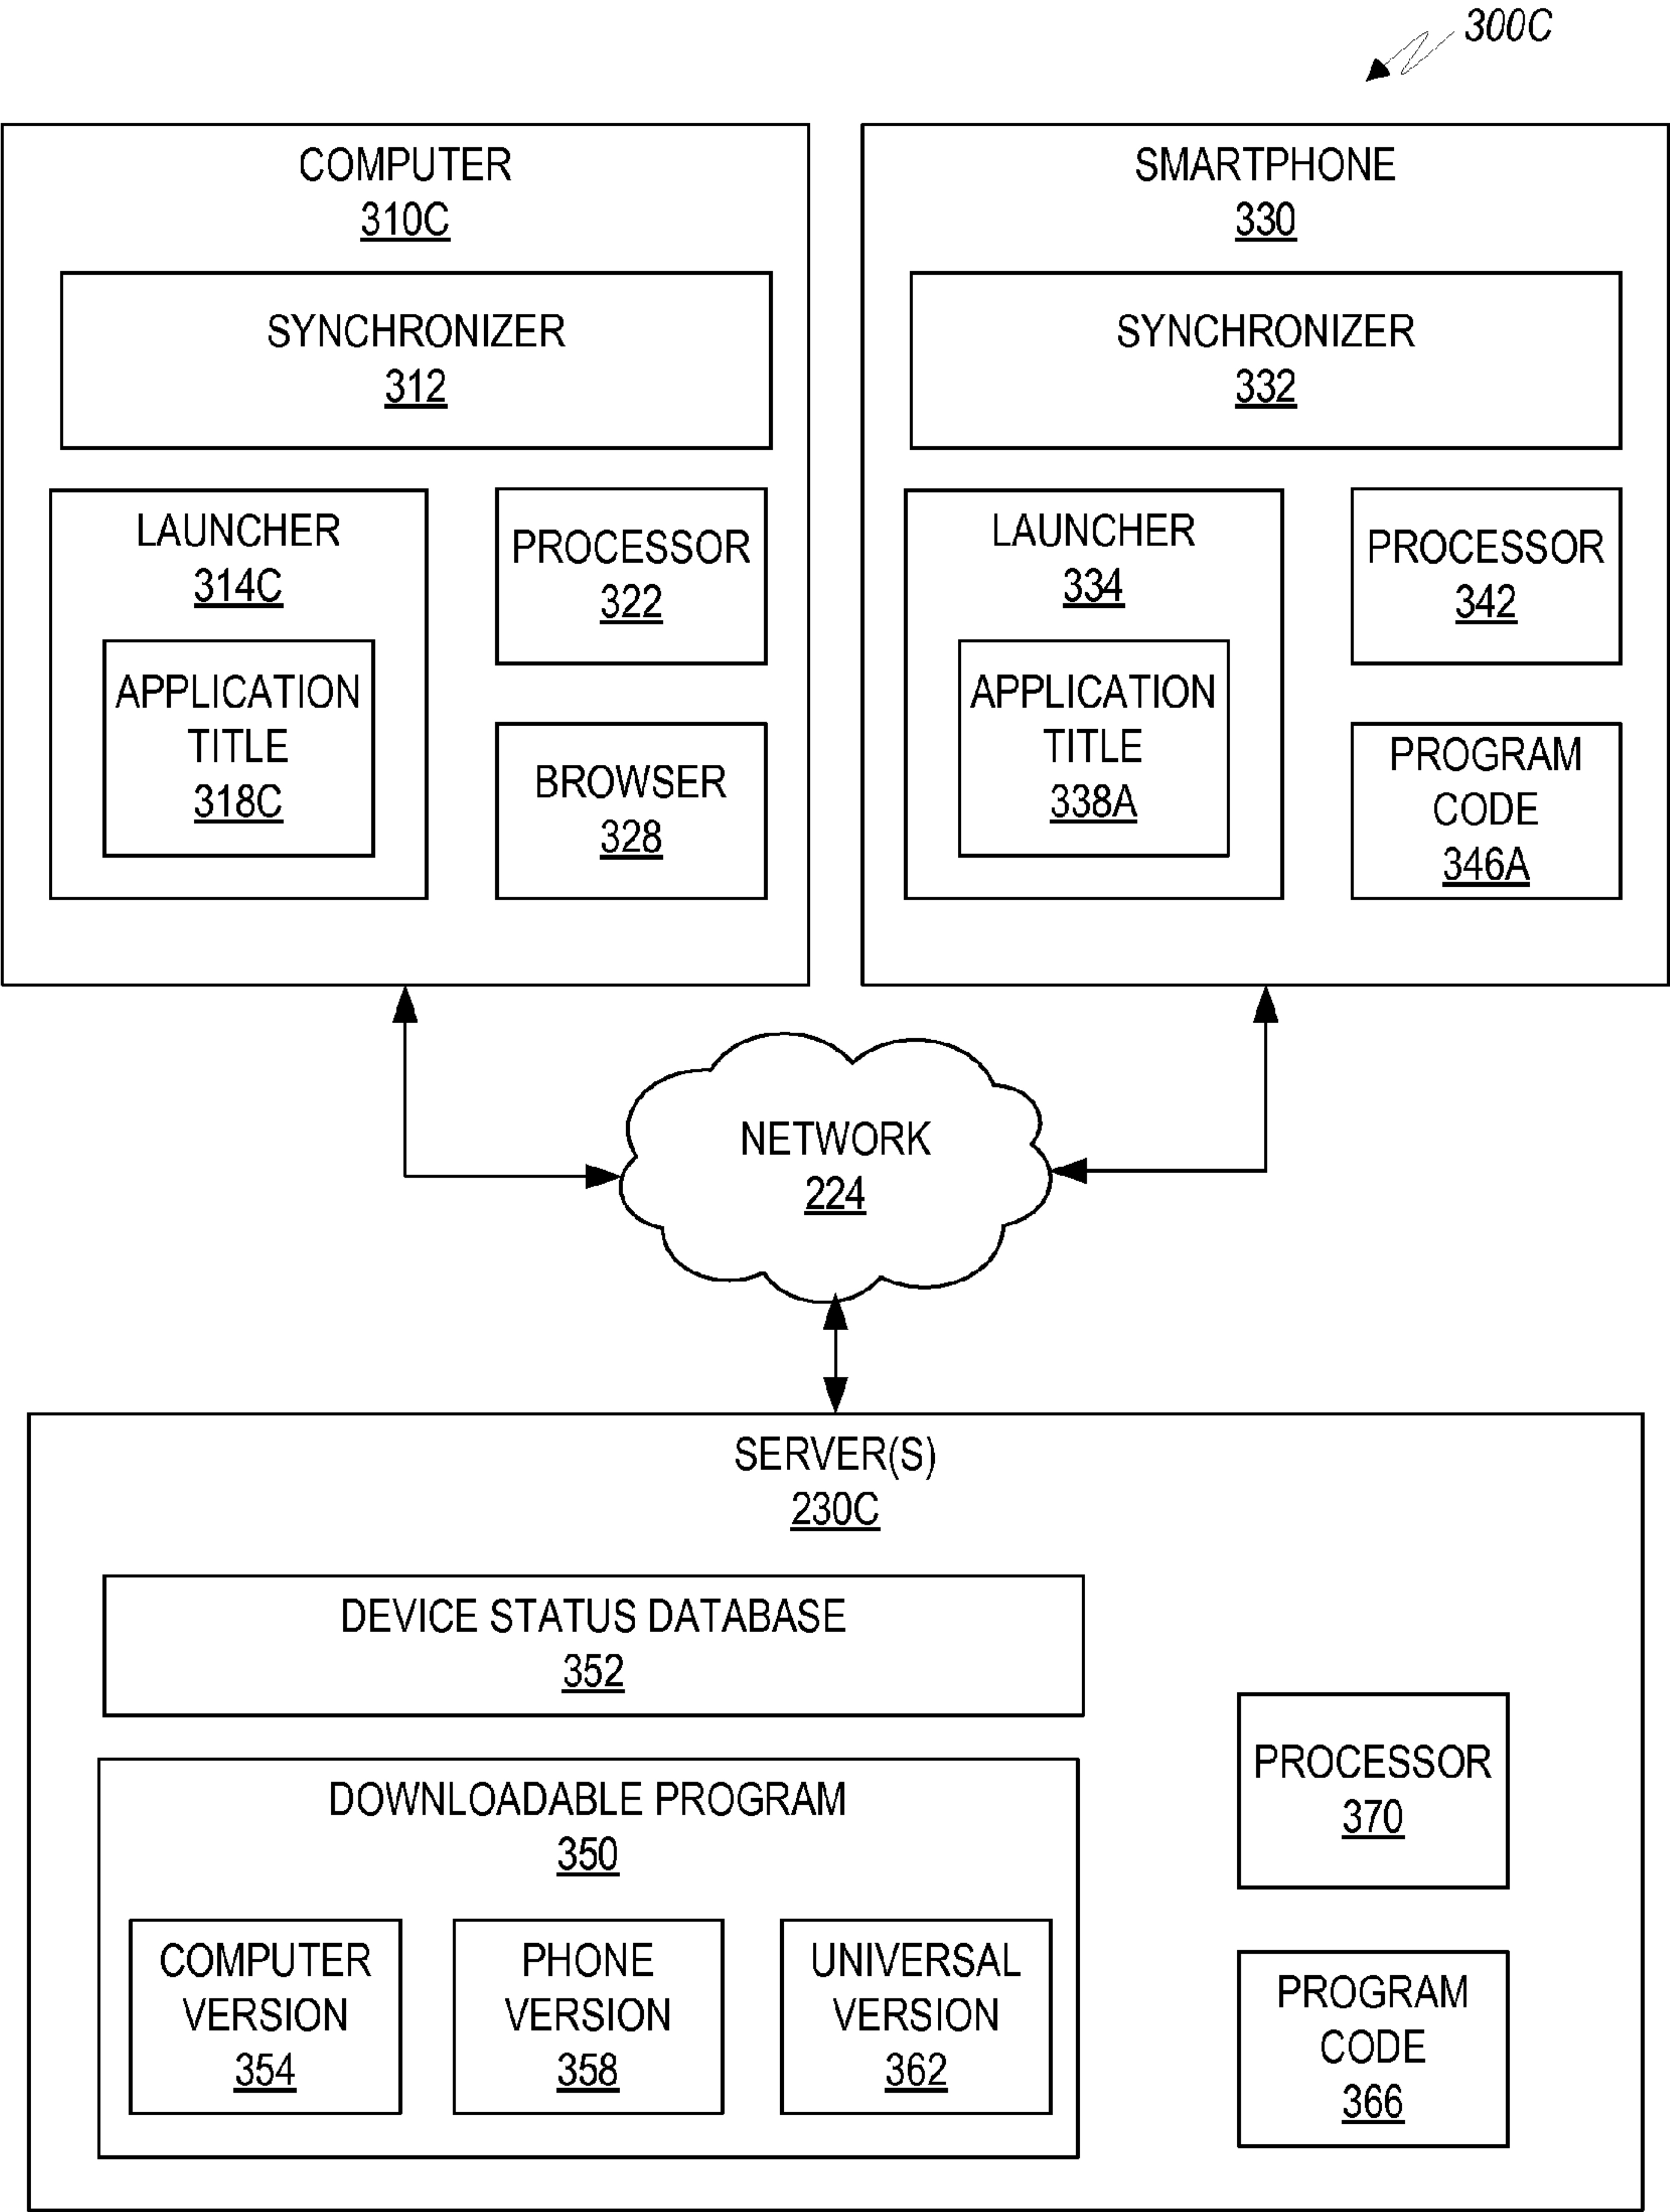 300C
COMPUTER
310C
SYNCHRONIZER
312
LAUNCHER
314C
APPLICATION
TITLE
318C
PROCESSOR
322
BROWSER
328
SMARTPHONE
330
SYNCHRONIZER
332
LAUNCHER
334
APPLICATION
TITLE
338A
PROCESSOR
342
PROGRAM
CODE
346A
NETWORK
224
SERVER(S)
230C
DEVICE STATUS DATABASE
352
DOWNLOADABLE PROGRAM
350
COMPUTER
VERSION
354
PHONE
VERSION
358
UNIVERSAL
VERSION
362
PROCESSOR
370
PROGRAM
CODE
366